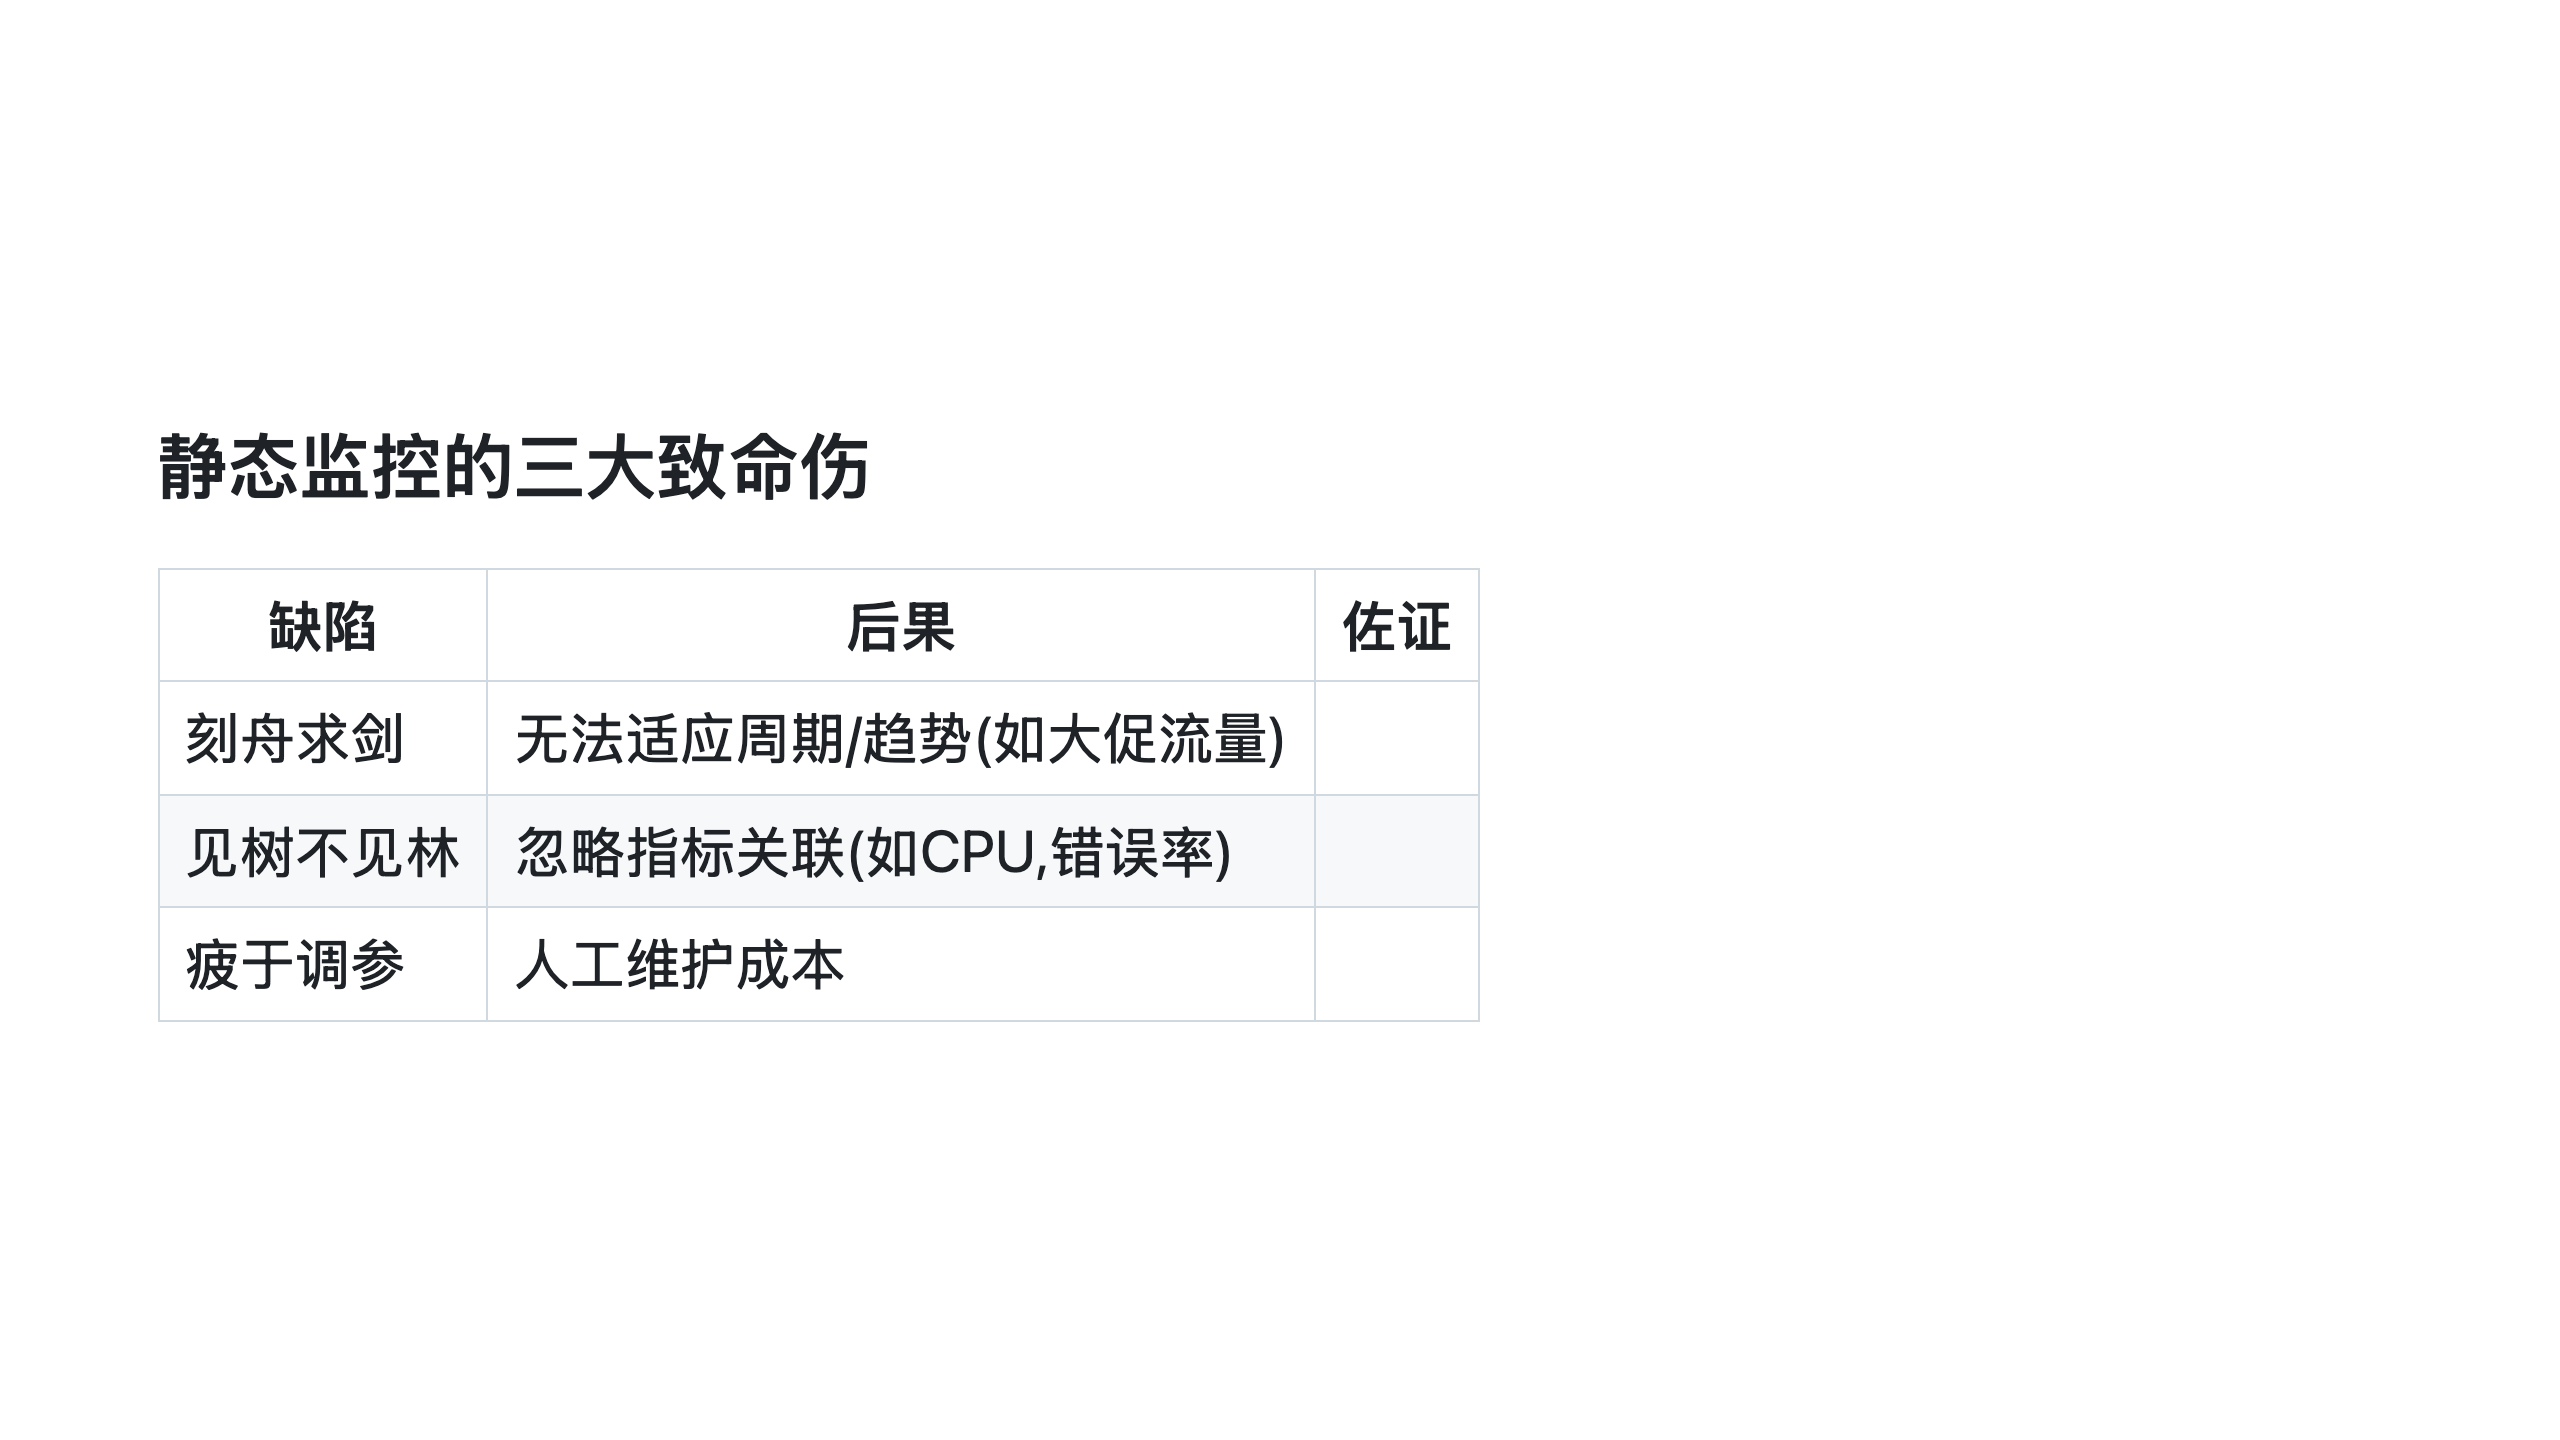 静态监控的三大致命伤
缺陷 后果 佐证
刻舟求剑 无法适应周期/趋势(如大促流量)
见树不见林 忽略指标关联(如CPU,错误率)
疲于调参 人工维护成本